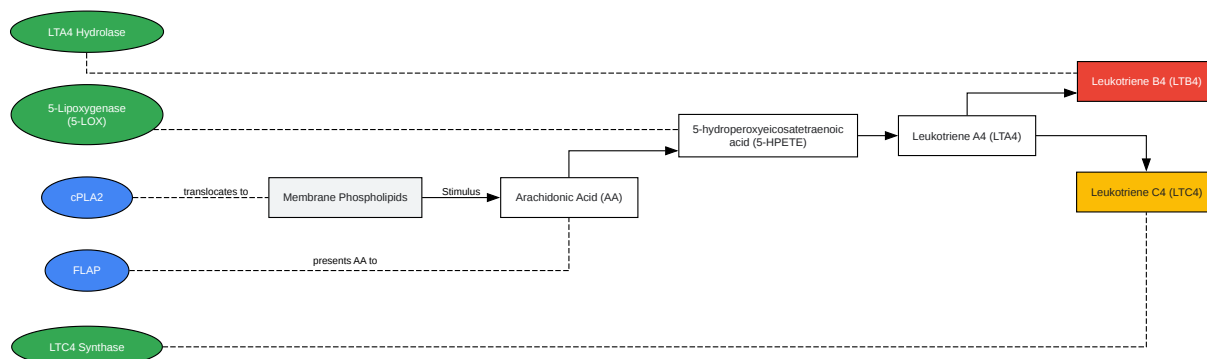 LTA4 Hydrolase
Leukotriene B4 (LTB4)
5-Lipoxygenase
(5-LOX)
5-hydroperoxyeicosatetraenoic
acid (5-HPETE)
Leukotriene A4 (LTA4)
cPLA2
translocates to
Membrane Phospholipids
Stimulus
Arachidonic Acid (AA)
Leukotriene C4 (LTC4)
FLAP
presents AA to
LTC4 Synthase